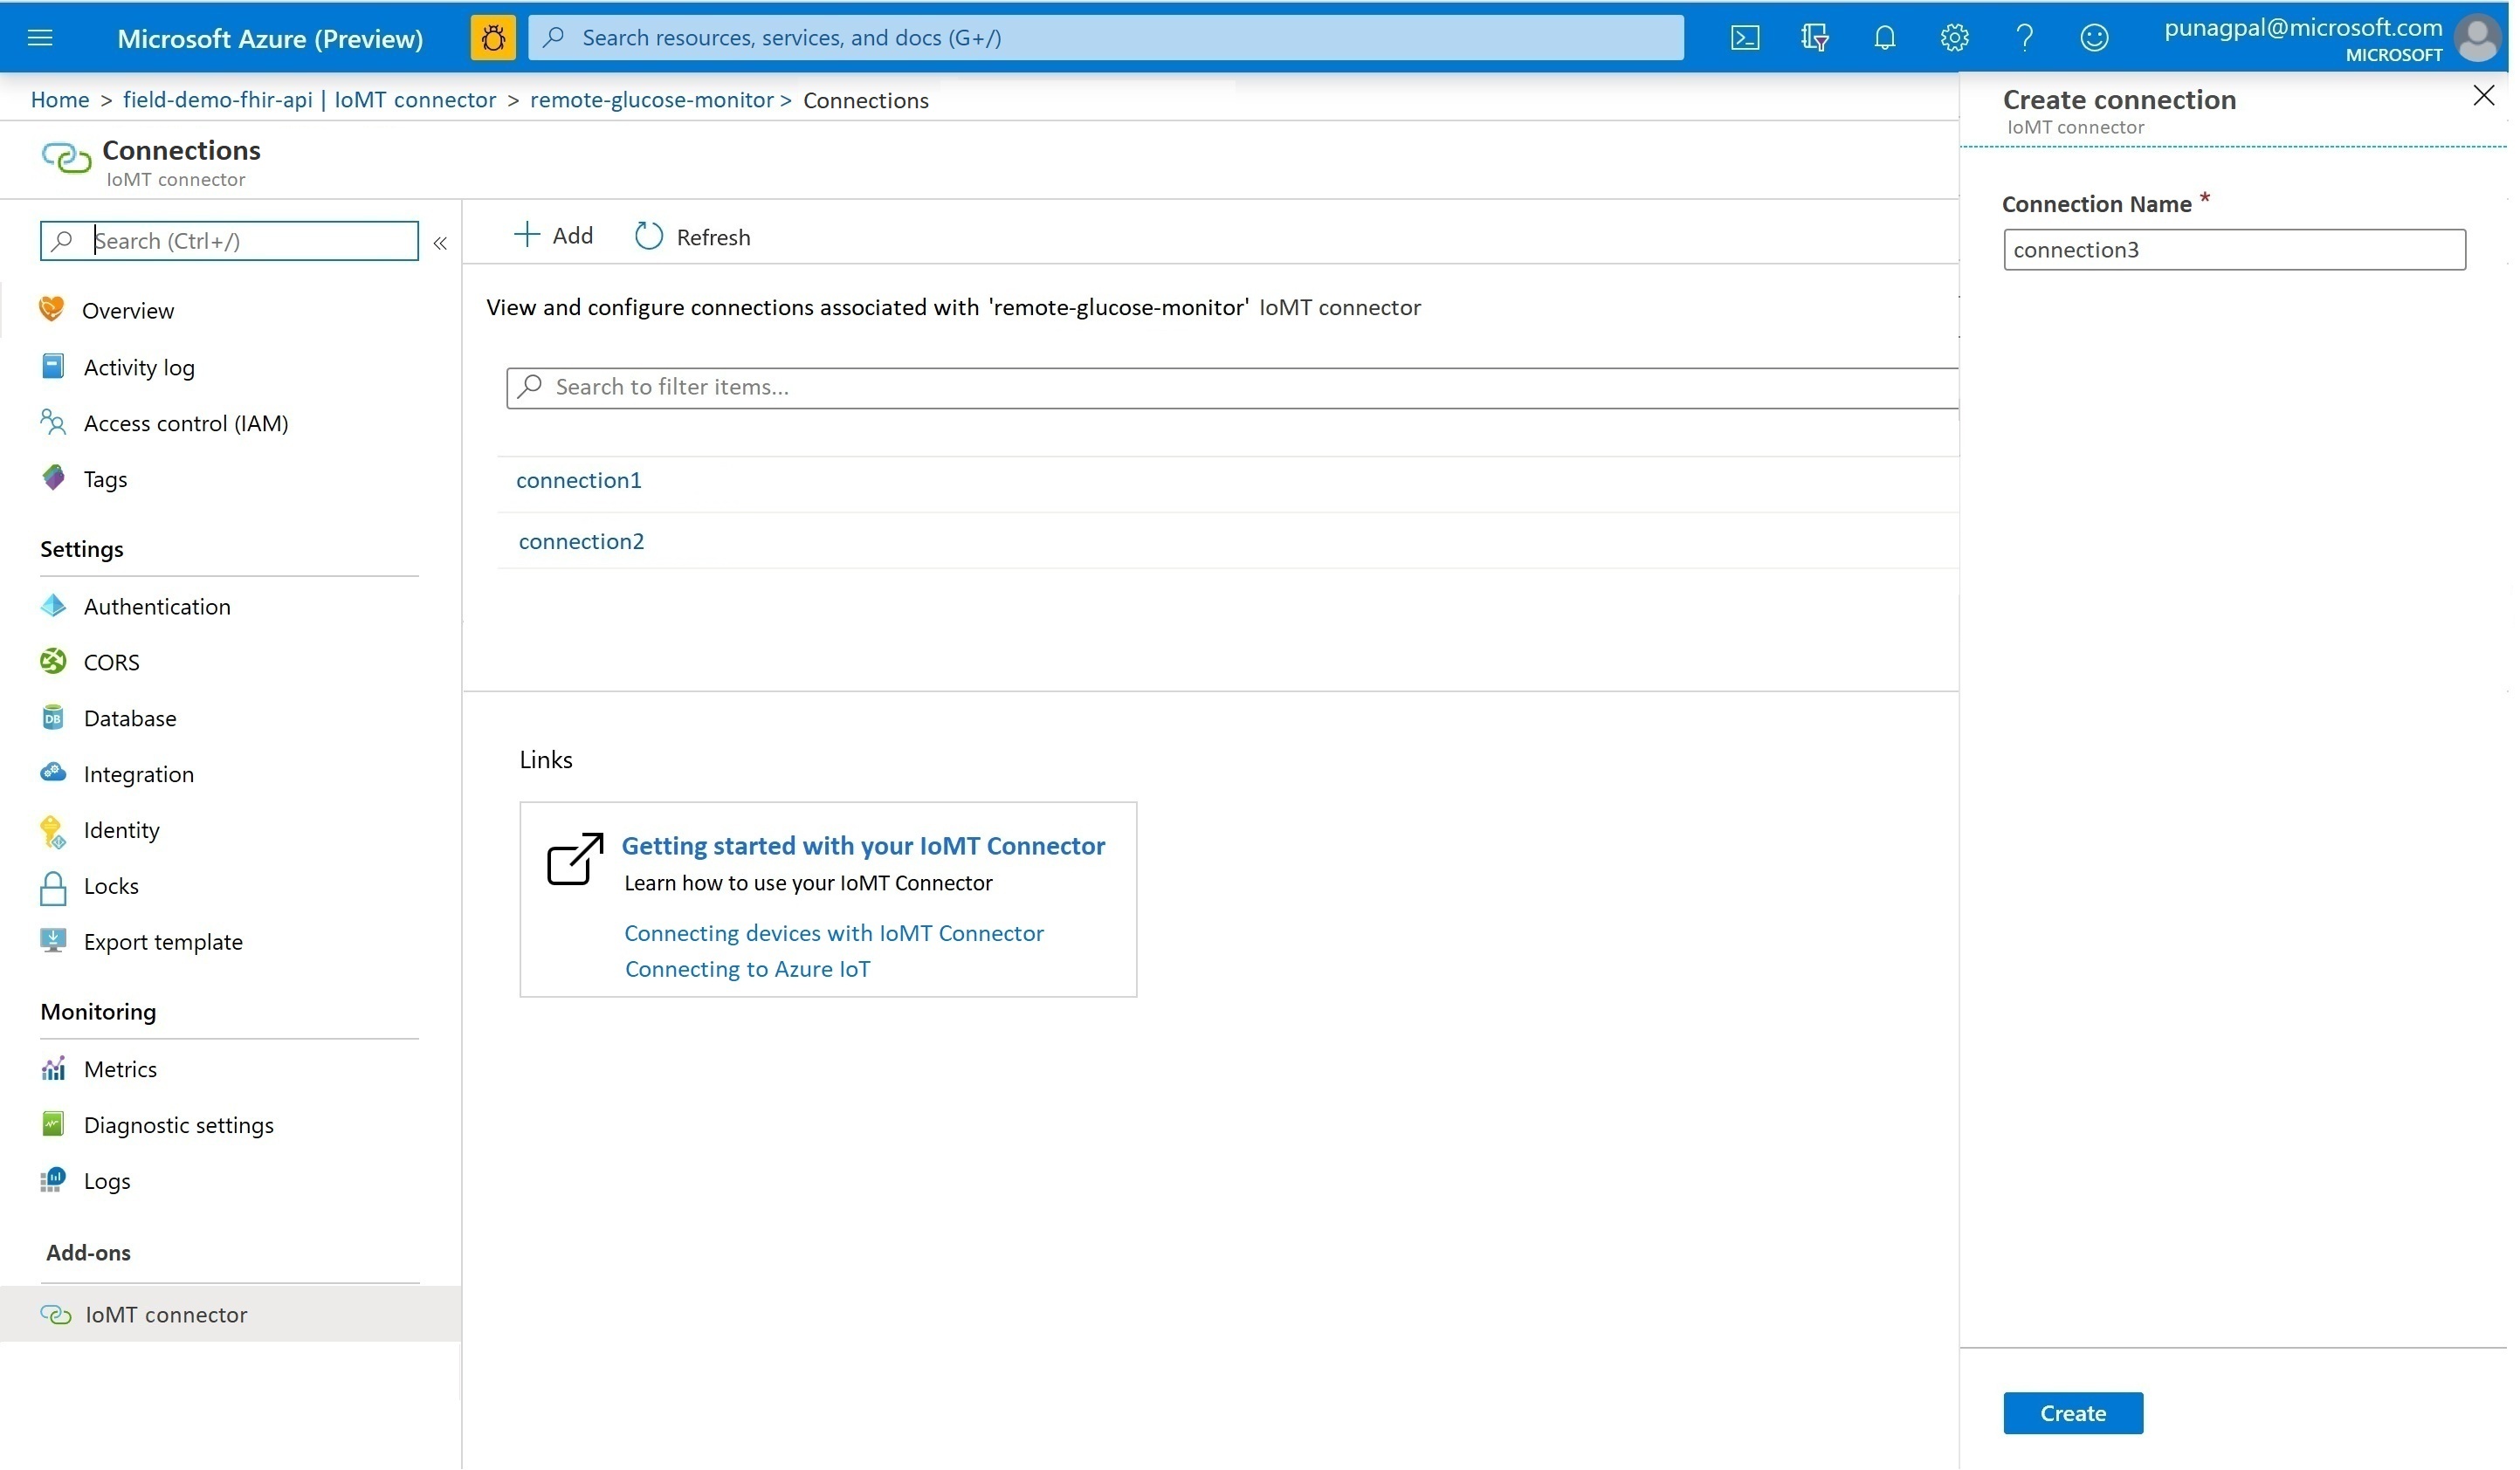 Microsoft Azure (Preview)
Search resources, services, and docs (G+/)
punagpal@microsoft.com
MICROSOFT
Home > field-demo-fhir-api | IoMT connector > remote-glucose-monitor > Connections
Connections
IoMT connector
Search (Ctrl+/)
«
Overview
Activity log
Access control (IAM)
Tags
Settings
Authentication
CORS
DB
Database
Integration
Identity
Locks
Export template
Monitoring
Metrics
Diagnostic settings
Logs
Add-ons
IoMT connector
Add
Refresh
View and configure connections associated with 'remote-glucose-monitor' IoMT connector
Search to filter items...
connection1
connection2
Links
Getting started with your IoMT Connector
Learn how to use your IoMT Connector
Connecting devices with IoMT Connector
Connecting to Azure IoT
Create connection
IoMT connector
Connection Name *
connection3
Create